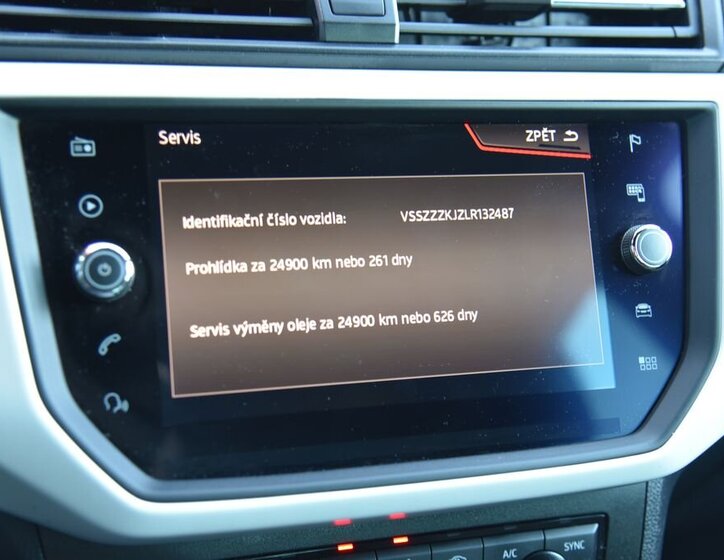 Servis
ZPĚT
Identifikační číslo vozidla: VSSZZZKJZLR132487
Prohlídka za 24900 km nebo 261 dny
Servis výměny oleje za 24900 km nebo 626 dny
A/C
SYNC